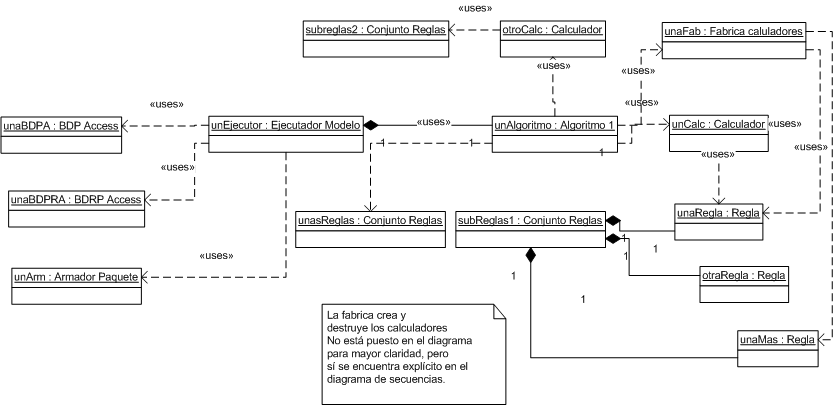 «uses»
subreglas2 : Conjunto Reglas
otroCalc : Calculador
unaFab : Fabrica caluladores
«uses»
«uses»
«uses»
«uses»
unaBDPA : BDP Access
unEjecutor : Ejecutador Modelo
«uses»
unAlgoritmo : Algoritmo 1
unCalc : Calculador
«uses»
1
1
1
«uses»
«uses»
«uses»
unaBDPRA : BDRP Access
unasReglas : Conjunto Reglas
subReglas1 : Conjunto Reglas
unaRegla : Regla
1
1
1
«uses»
unArm : Armador Paquete
1
otraRegla : Regla
1
La fabrica crea y
destruye los calculadores
No está puesto en el diagrama
para mayor claridad, pero
sí se encuentra explícito en el
diagrama de secuencias.
unaMas : Regla